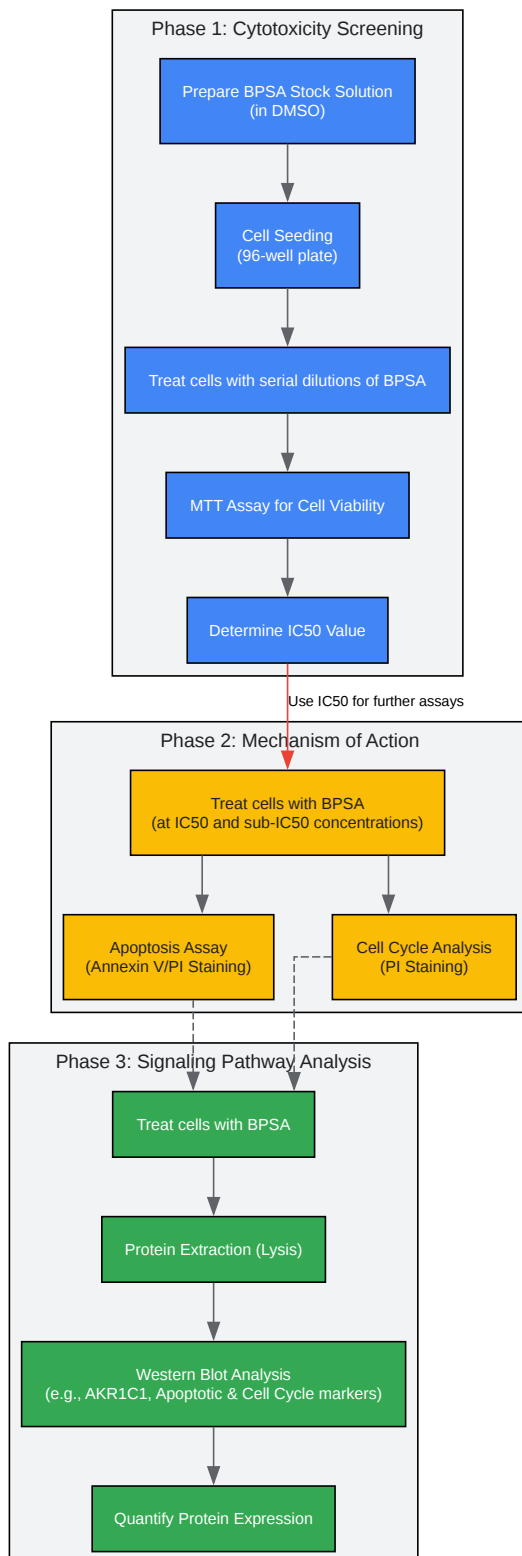 Phase 1: Cytotoxicity Screening
Prepare BPSA Stock Solution
(in DMSO)
Cell Seeding
(96-well plate)
Treat cells with serial dilutions of BPSA
MTT Assay for Cell Viability
Determine IC50 Value
Use IC50 for further assays
Phase 2: Mechanism of Action
Treat cells with BPSA
(at IC50 and sub-IC50 concentrations)
Apoptosis Assay
(Annexin V/PI Staining)
Cell Cycle Analysis
(PI Staining)
Phase 3: Signaling Pathway Analysis
Treat cells with BPSA
Protein Extraction (Lysis)
Western Blot Analysis
(e.g., AKR1C1, Apoptotic & Cell Cycle markers)
Quantify Protein Expression